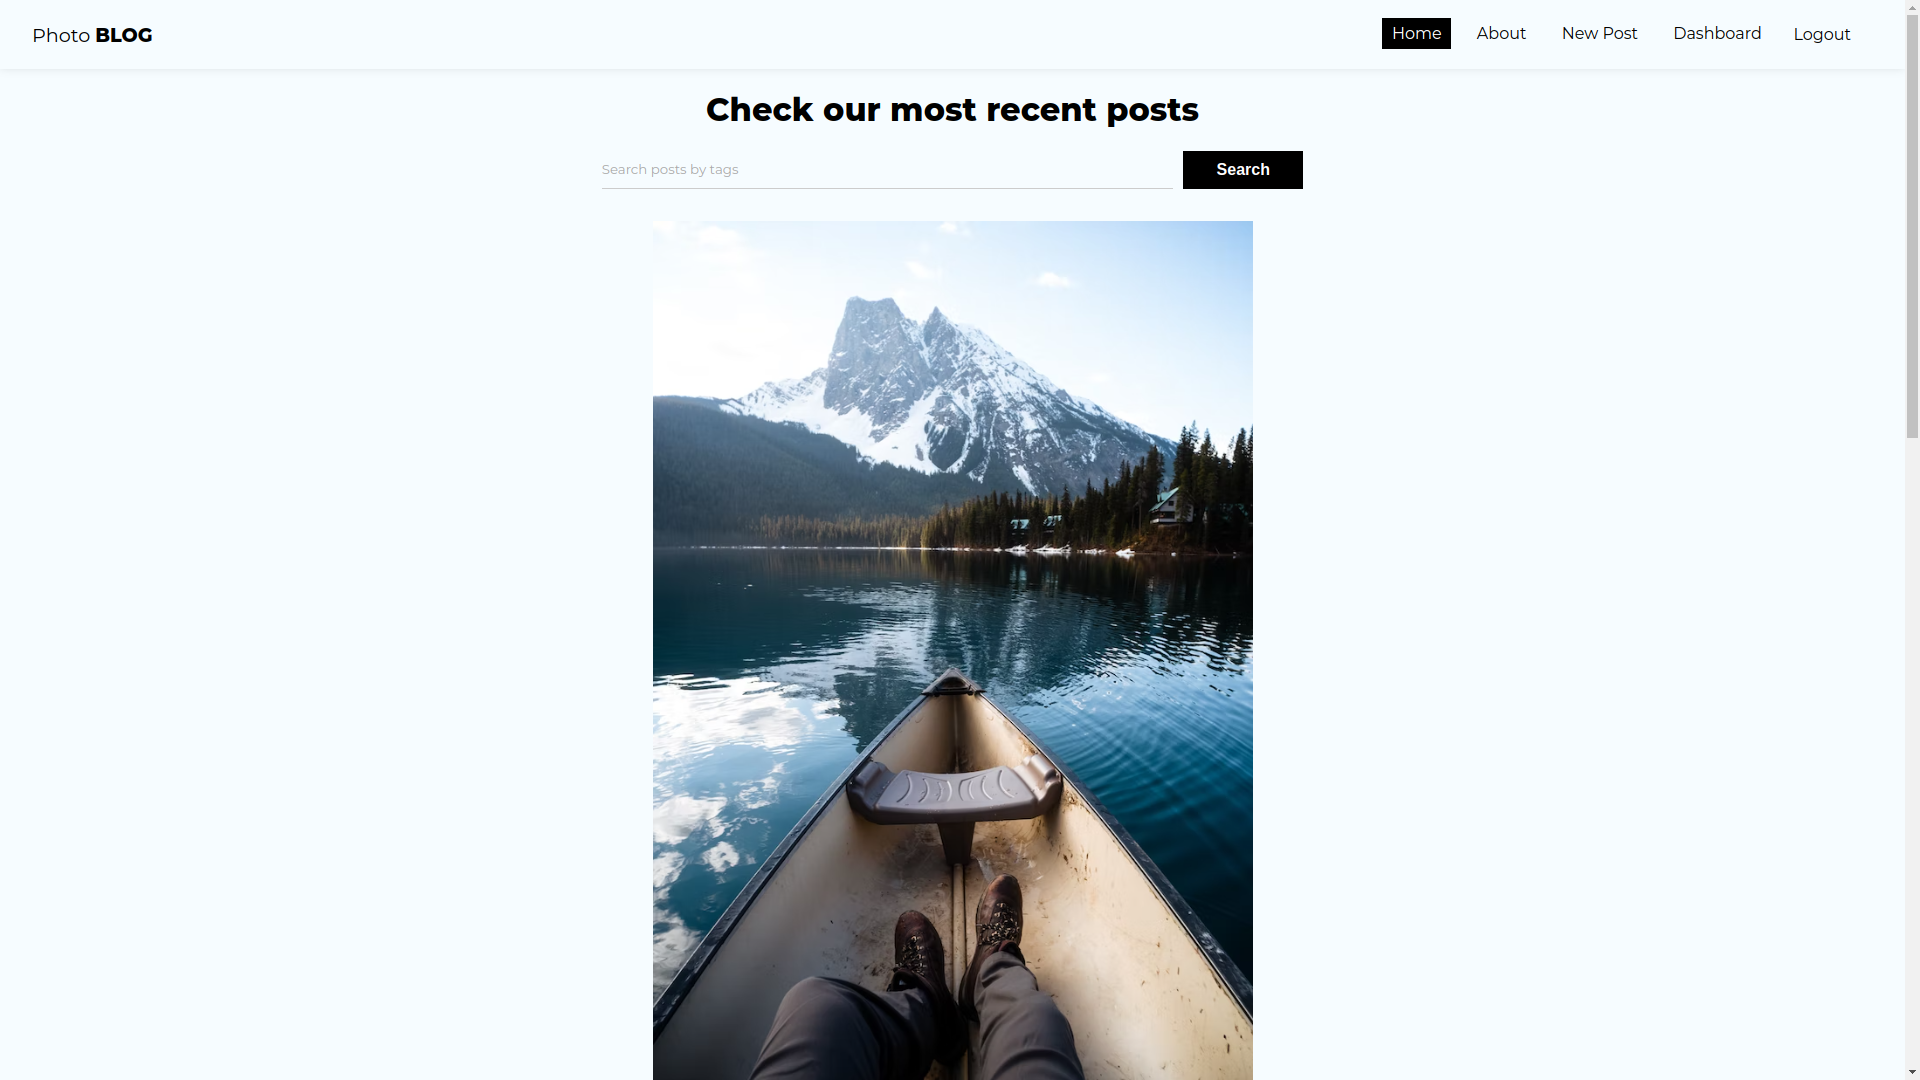 Photo BLOG
Home
About
New Post
Dashboard
Logout
Check our most recent posts
Search posts by tags
Search